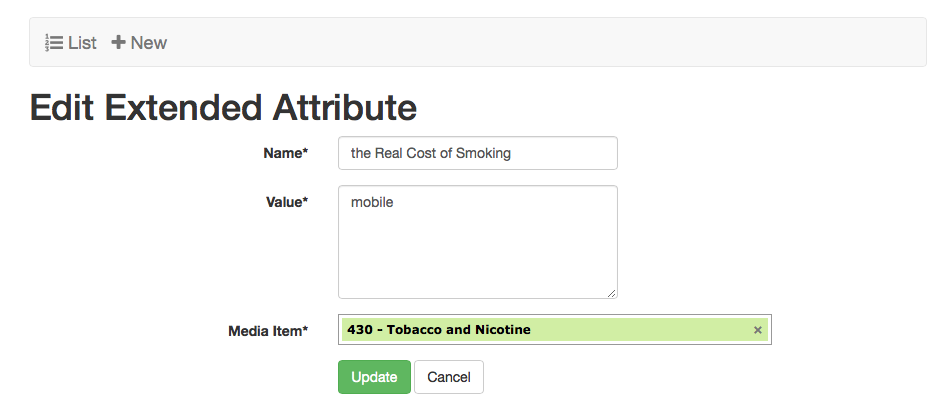 List New
Edit Extended Attribute
Name* the Real Cost of Smoking
Value* mobile
Media Item* 430 - Tobacco and Nicotine ×
Update Cancel